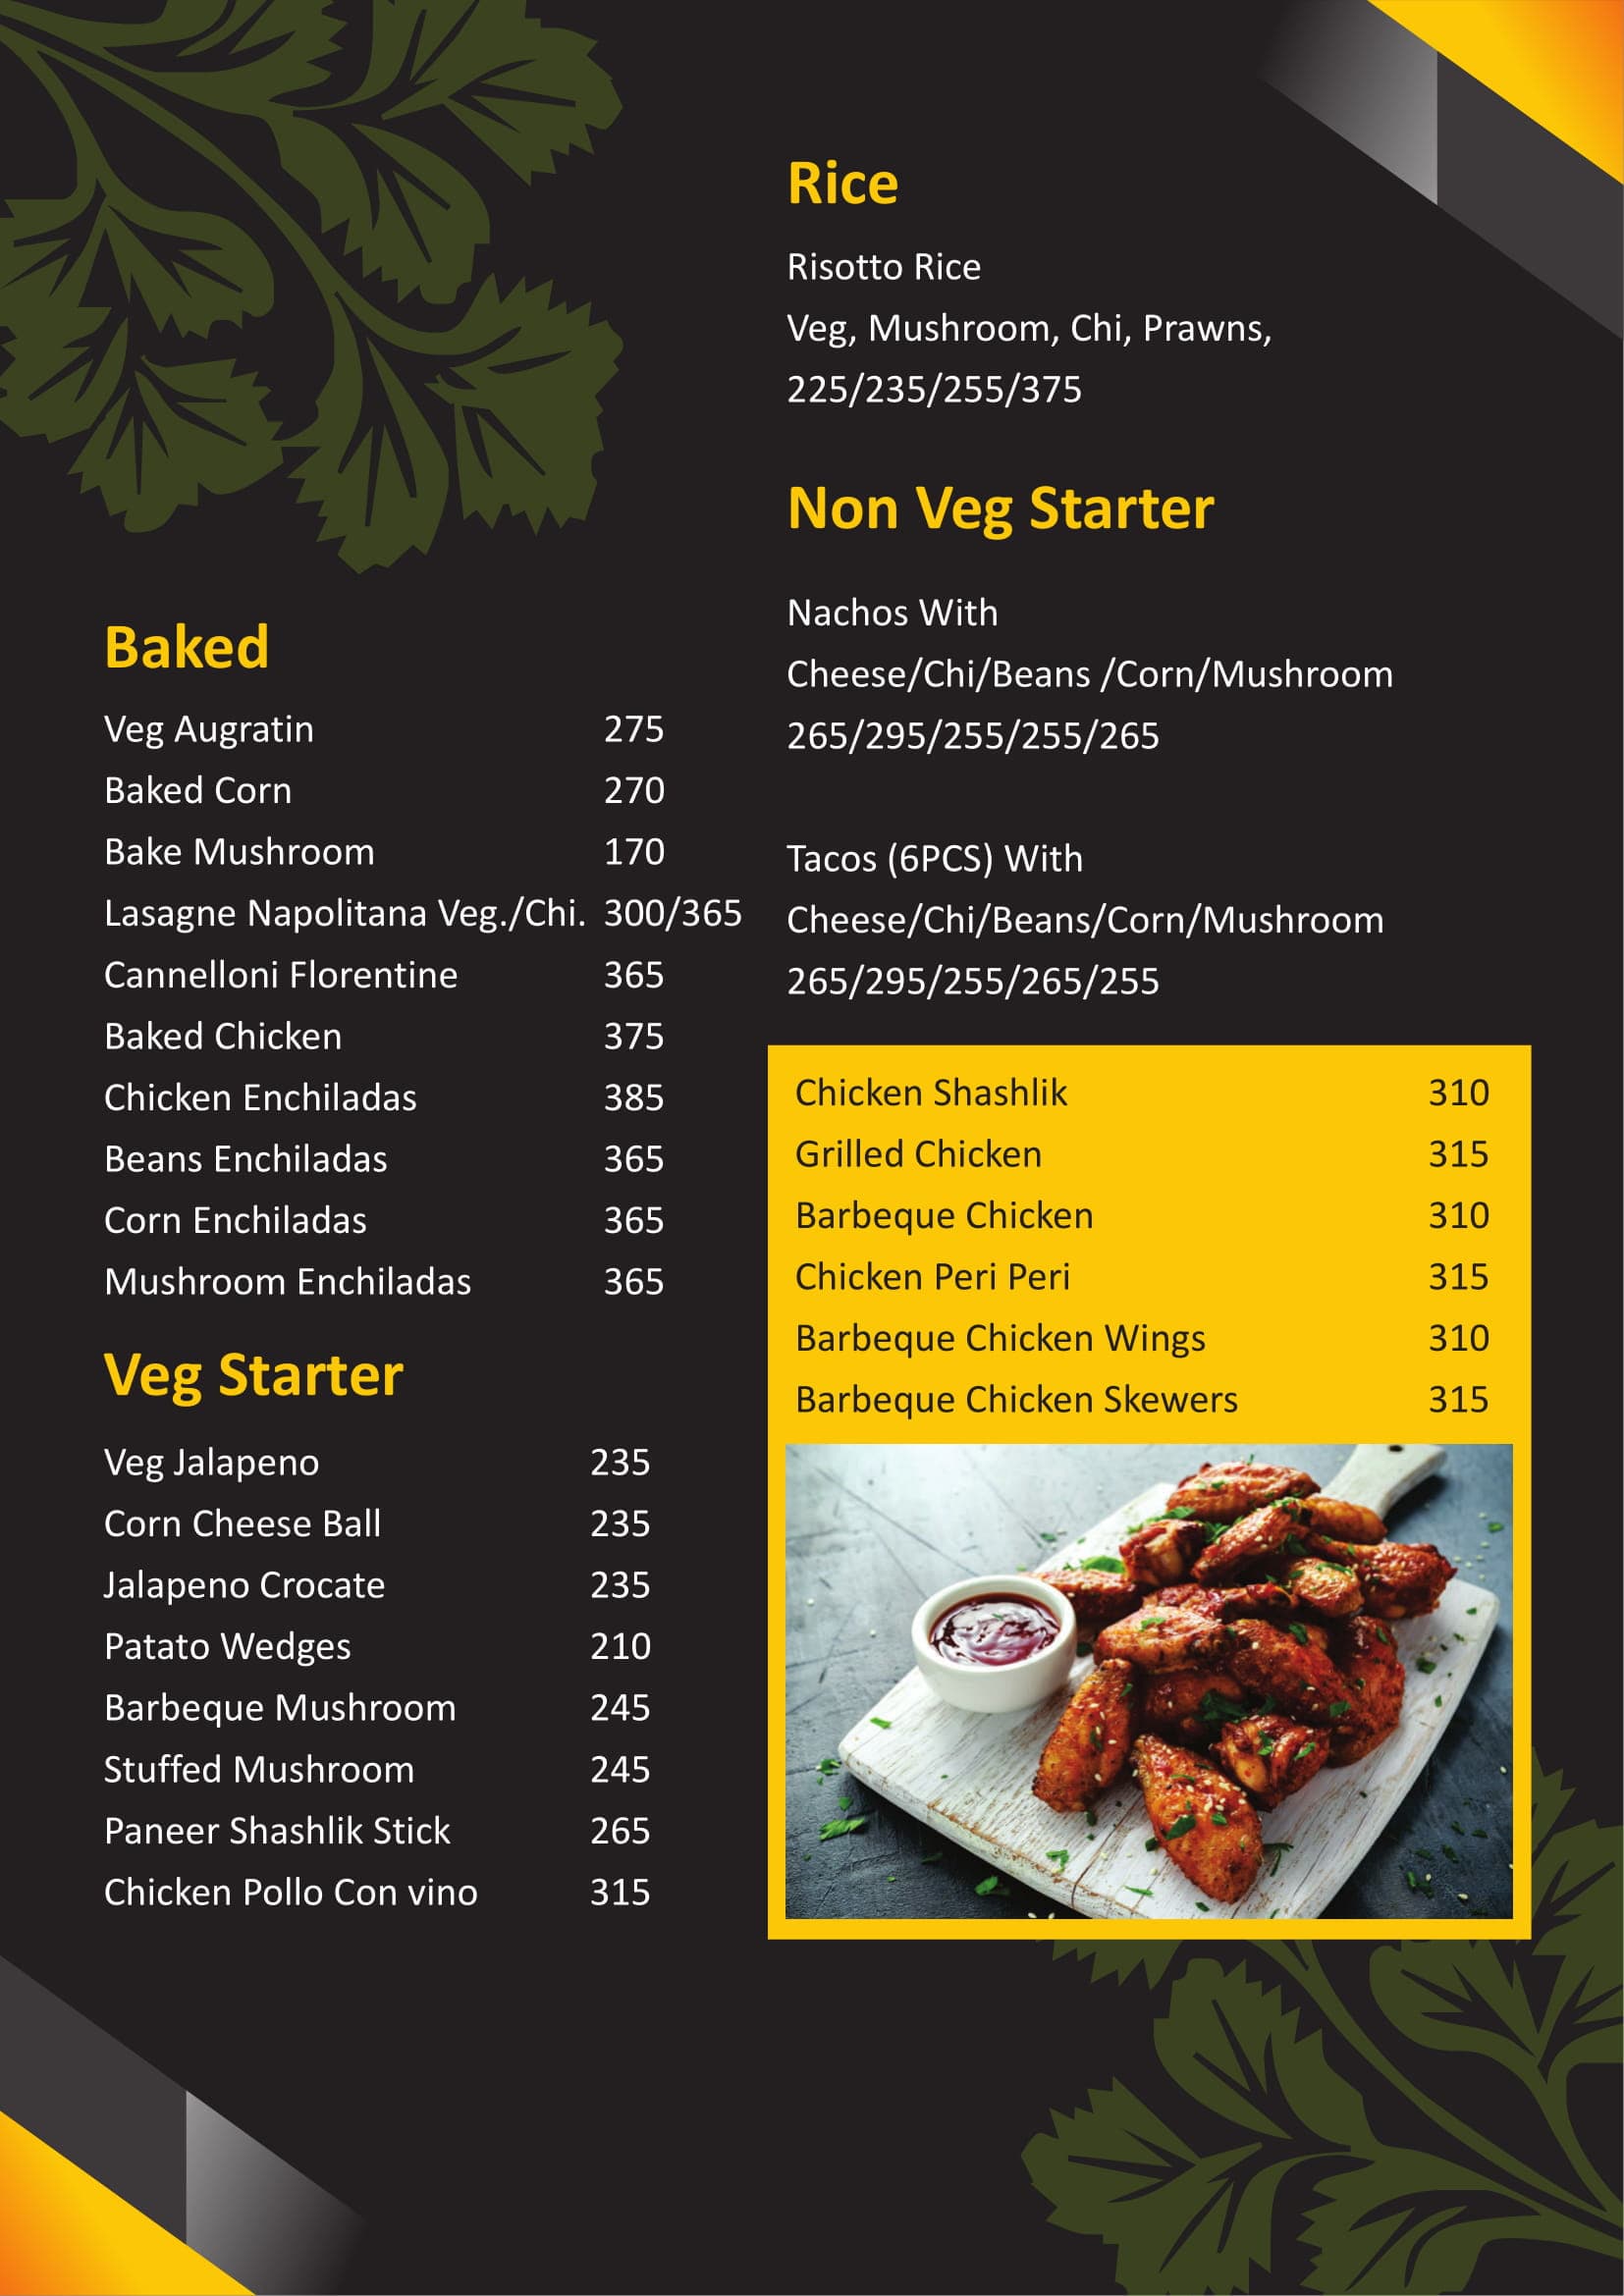 Baked
Veg Augratin 275
Baked Corn 270
Bake Mushroom 170
Lasagne Napolitana Veg./Chi. 300/365
Cannelloni Florentine 365
Baked Chicken 375
Chicken Enchiladas 385
Beans Enchiladas 365
Corn Enchiladas 365
Mushroom Enchiladas 365
Veg Starter
Veg Jalapeno 235
Corn Cheese Ball 235
Jalapeno Crocate 235
Patato Wedges 210
Barbeque Mushroom 245
Stuffed Mushroom 245
Paneer Shashlik Stick 265
Chicken Pollo Con vino 315
Rice
Risotto Rice
Veg, Mushroom, Chi, Prawns,
225/235/255/375
Non Veg Starter
Nachos With
Cheese/Chi/Beans /Corn/Mushroom
265/295/255/255/265
Tacos (6PCS) With
Cheese/Chi/Beans/Corn/Mushroom
265/295/255/265/255
Chicken Shashlik 310
Grilled Chicken 315
Barbeque Chicken 310
Chicken Peri Peri 315
Barbeque Chicken Wings 310
Barbeque Chicken Skewers 315